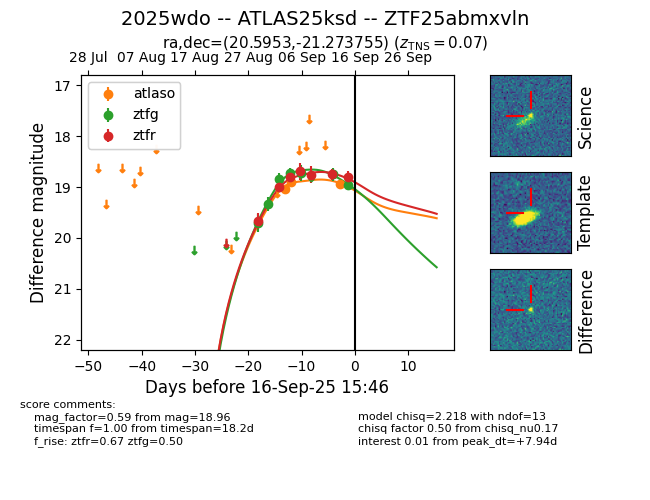 2025wdo -- ATLAS25ksd -- ZTF25abmxvln
ra,dec=(20.5953,-21.273755) (z_TNS = 0.07)
28 Jul 07 Aug 17 Aug 27 Aug 06 Sep 16 Sep 26 Sep
17
18
19
20
21
22
Difference magnitude
atlaso
ztfg
ztfr
−50 −40 −30 −20 −10 0 10
Days before 16-Sep-25 15:46
Science
Template
Difference
score comments:
mag_factor=0.59 from mag=18.96
timespan f=1.00 from timespan=18.2d
f_rise: ztfr=0.67 ztfg=0.50
model chisq=2.218 with ndof=13
chisq factor 0.50 from chisq_nu0.17
interest 0.01 from peak_dt=+7.94d